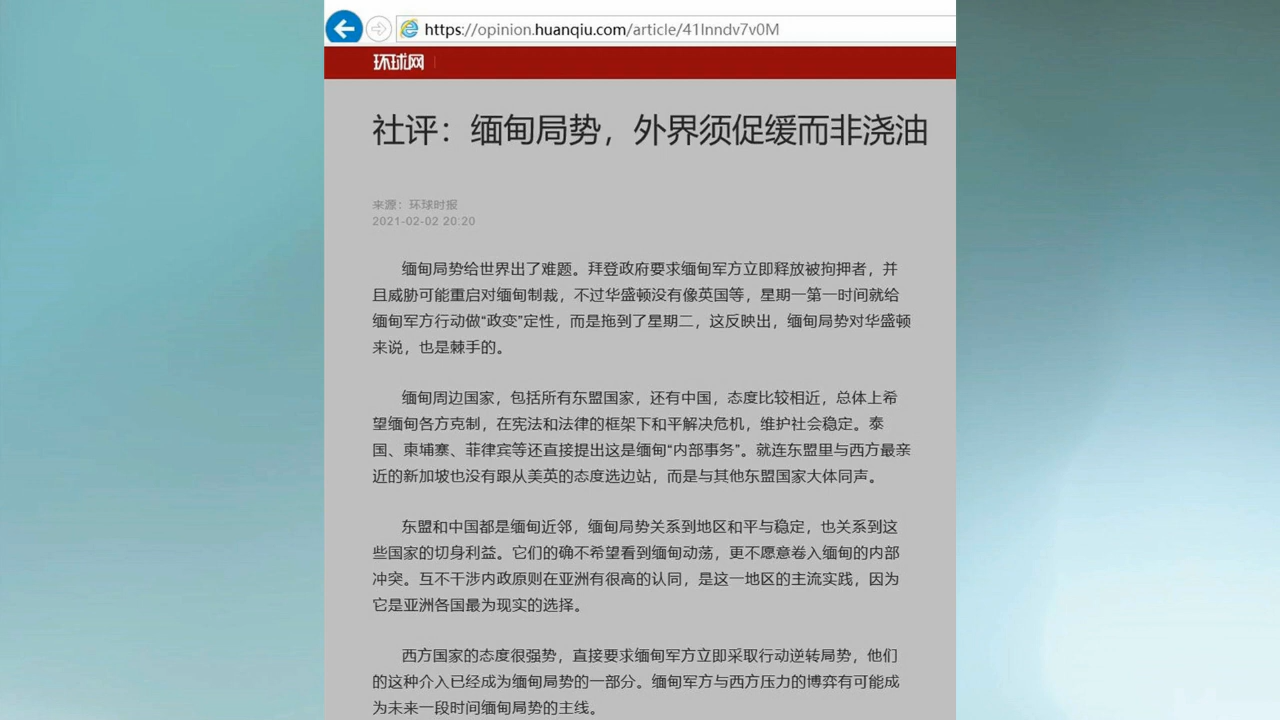 https://opinion.huanqiu.com/article/41Inndv7v0M
环球网
社评：缅甸局势，外界须促缓而非浇油
来源：环球时报
2021-02-02 20:20
缅甸局势给世界出了难题。拜登政府要求缅甸军方立即释放被拘押者，并
且威胁可能重启对缅甸制裁，不过华盛顿没有像英国等，星期一第一时间就给
缅甸军方行动做“政变”定性，而是拖到了星期二，这反映出，缅甸局势对华盛顿
来说，也是棘手的。
缅甸周边国家，包括所有东盟国家，还有中国，态度比较相近，总体上希
望缅甸各方克制，在宪法和法律的框架下和平解决危机，维护社会稳定。泰
国、柬埔寨、菲律宾等还直接提出这是缅甸“内部事务”。就连东盟里与西方最亲
近的新加坡也没有跟从美英的态度选边站，而是与其他东盟国家大体同声。
东盟和中国都是缅甸近邻，缅甸局势关系到地区和平与稳定，也关系到这
些国家的切身利益。它们的确不希望看到缅甸动荡，更不愿意卷入缅甸的内部
冲突。互不干涉内政原则在亚洲有很高的认同，是这一地区的主流实践，因为
它是亚洲各国最为现实的选择。
西方国家的态度很强势，直接要求缅甸军方立即采取行动逆转局势，他们
的这种介入已经成为缅甸局势的一部分。缅甸军方与西方压力的博弈有可能成
为未来一段时间缅甸局势的主线。